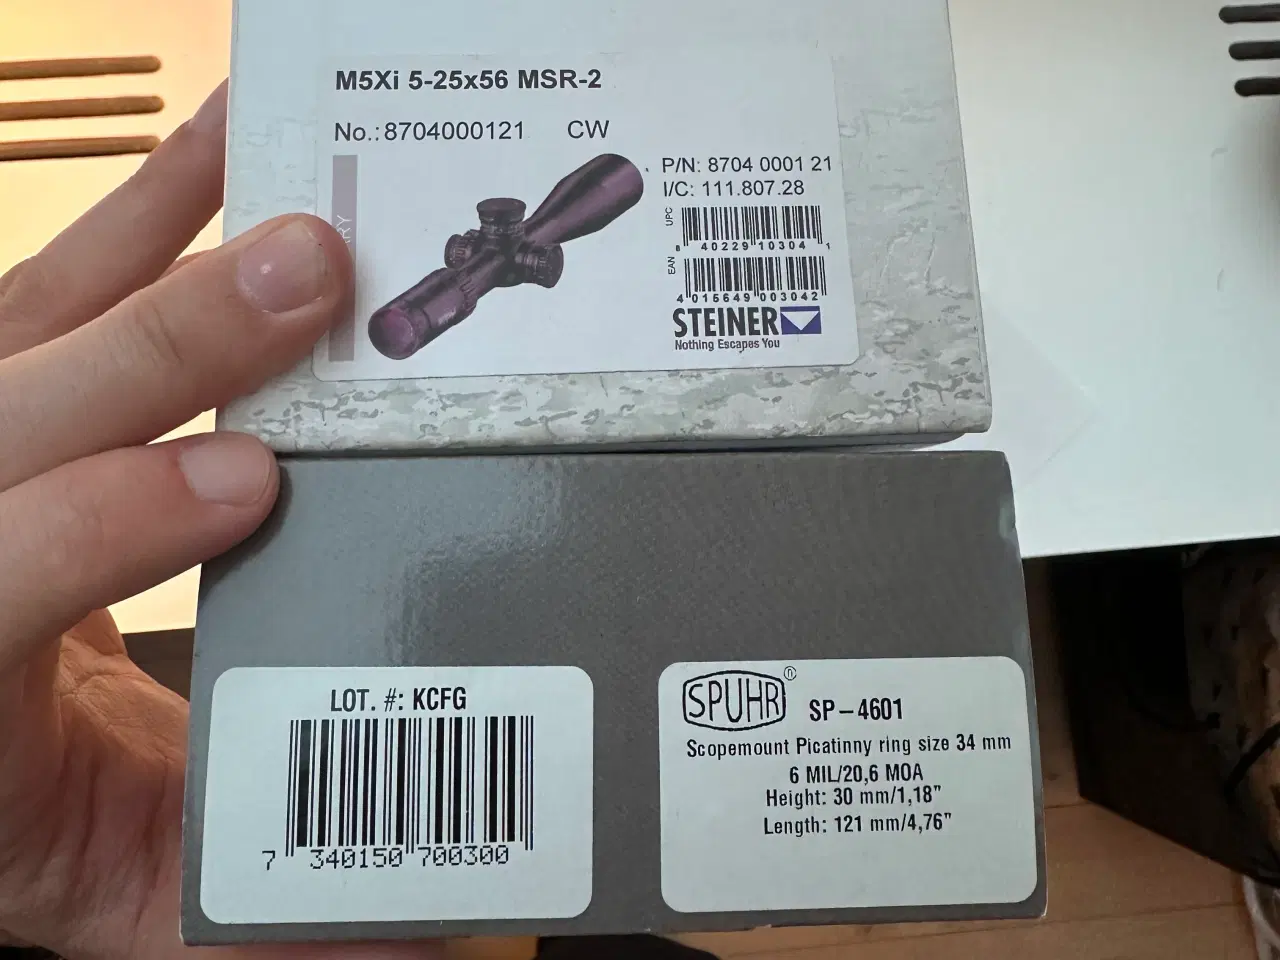 M5Xi 5-25x56 MSR-2
No.: 8704000121 CW
P/N: 8704 0001 21
I/C: 111.807.28
UPC
8 40229 10304 1
EAN
4 015649 003042
STEINER
Nothing Escapes You
LOT. #: KCFG
7 340150 700300
SPUHR
SP-4601
Scopemount Picatinny ring size 34 mm
6 MIL/20,6 MOA
Height: 30 mm/1,18"
Length: 121 mm/4,76"